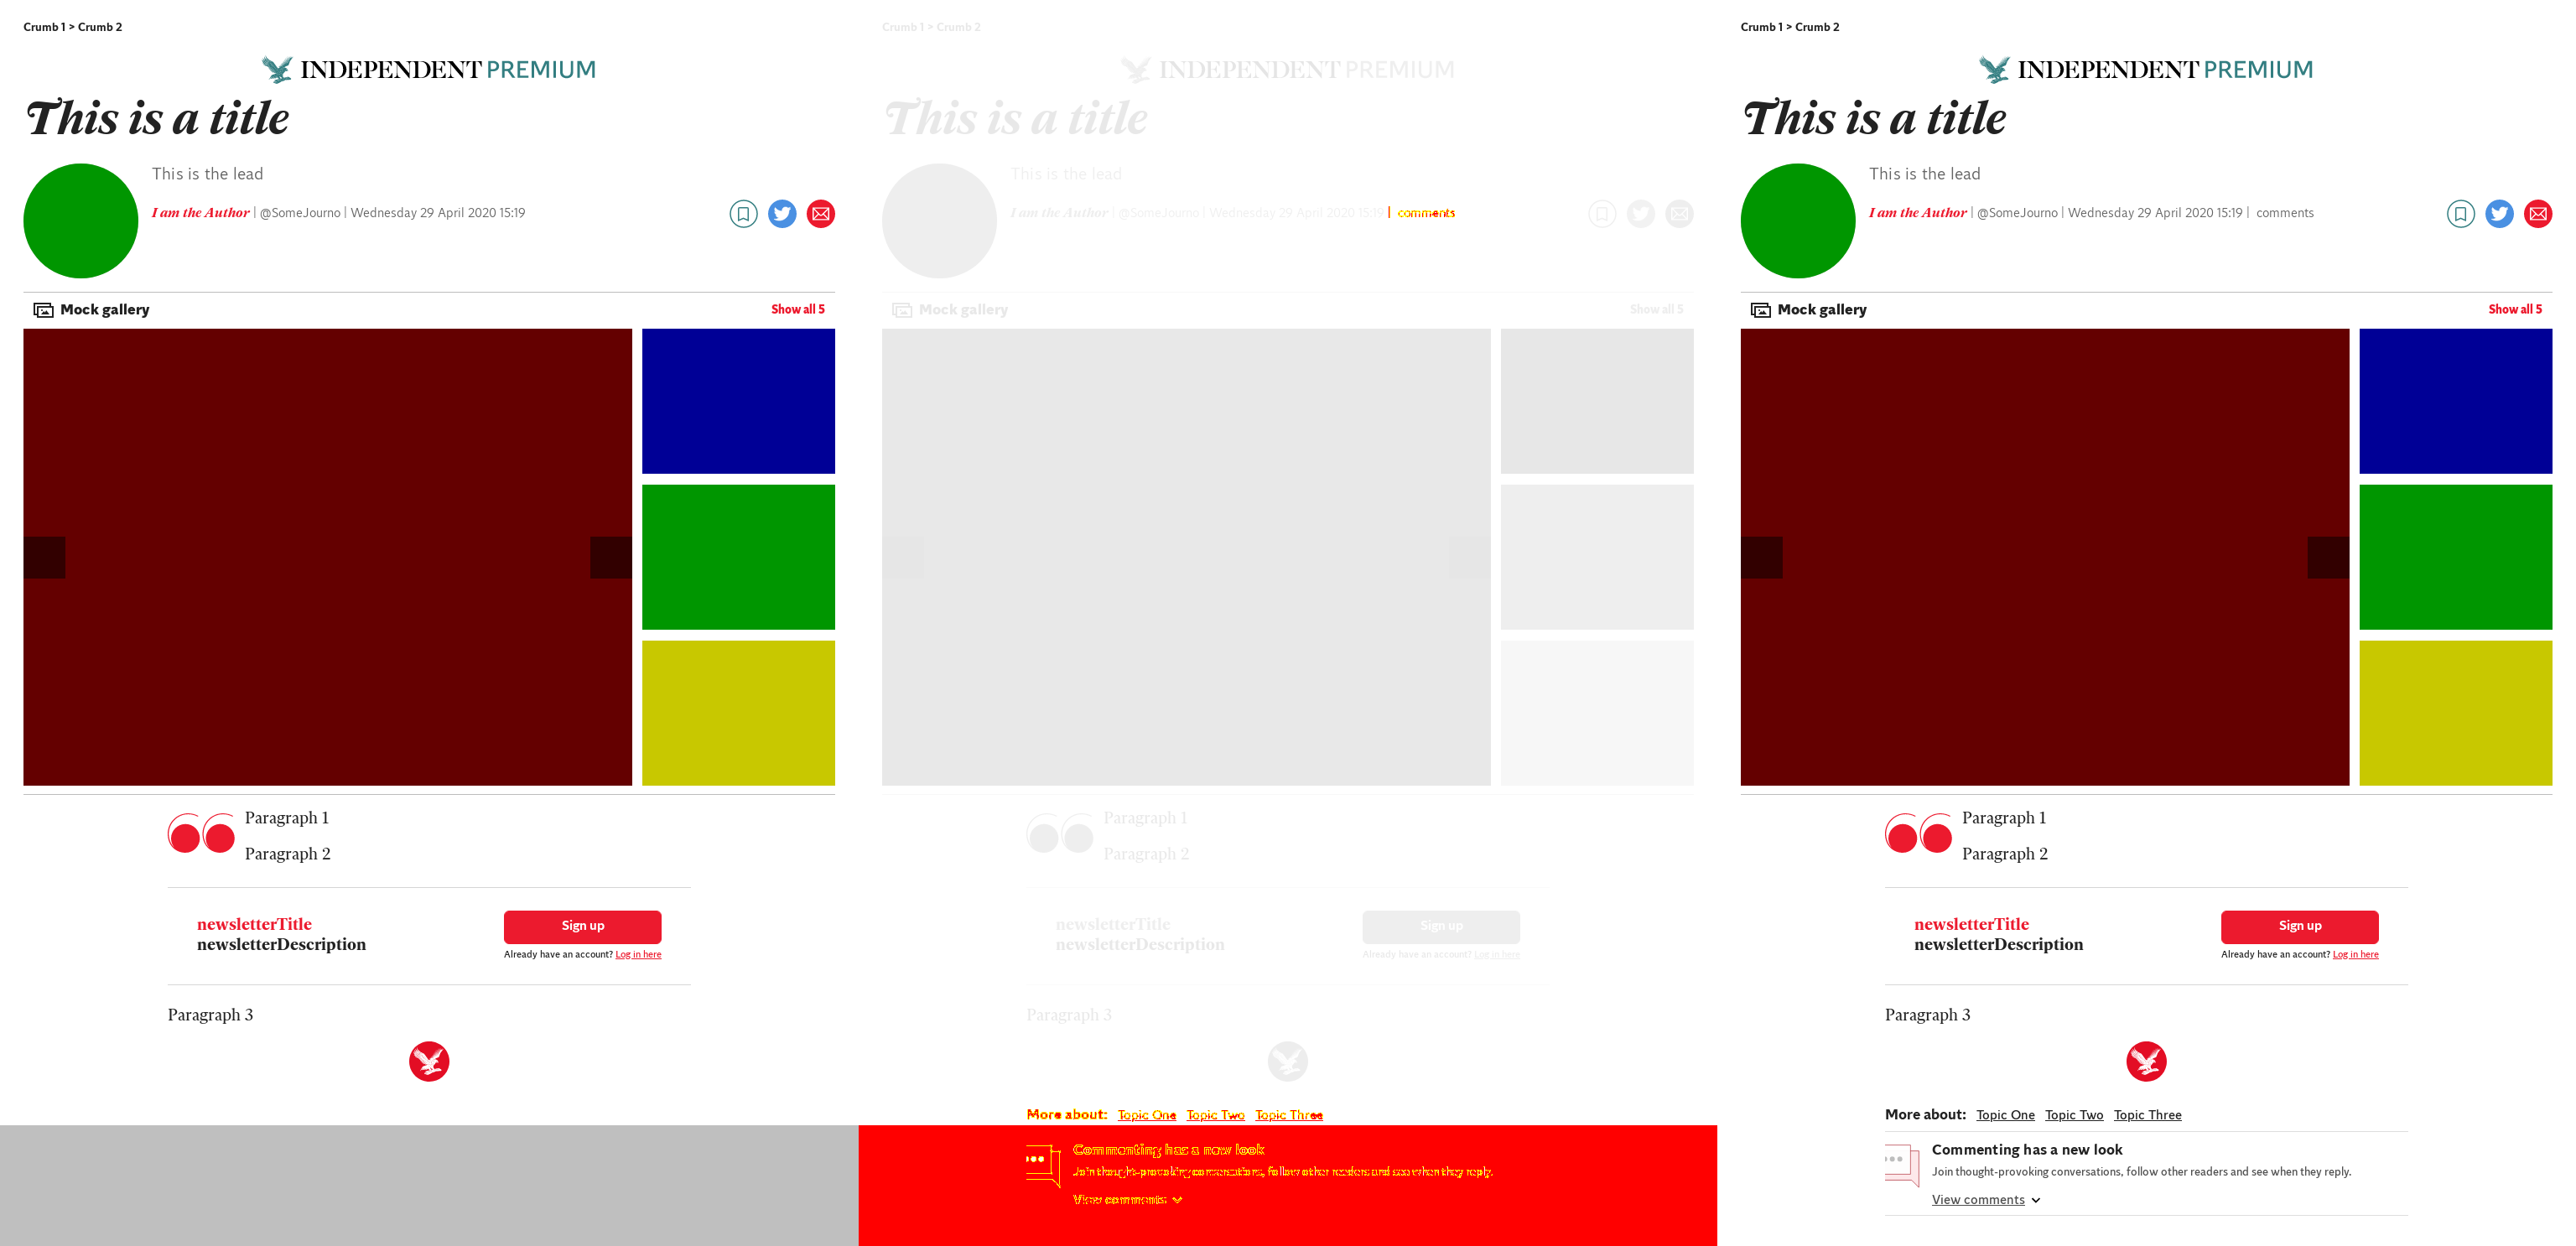 Crumb 1 > Crumb 2
INDEPENDENT PREMIUM
This is a title
This is the lead
I am the Author | @SomeJourno | Wednesday 29 April 2020 15:19
Mock gallery
Show all 5
Paragraph 1
Paragraph 2
newsletterTitle
newsletterDescription
Sign up
Already have an account? Log in here
Paragraph 3
Crumb 1 > Crumb 2
INDEPENDENT PREMIUM
This is a title
This is the lead
I am the Author | @SomeJourno | Wednesday 29 April 2020 15:19 | comments
Mock gallery
Show all 5
Paragraph 1
Paragraph 2
newsletterTitle
newsletterDescription
Sign up
Already have an account? Log in here
Paragraph 3
More about: Topic One Topic Two Topic Three
Commenting has a new look
Join thought-provoking conversations, follow other readers and see when they reply.
View comments
Crumb 1 > Crumb 2
INDEPENDENT PREMIUM
This is a title
This is the lead
I am the Author | @SomeJourno | Wednesday 29 April 2020 15:19 | comments
Mock gallery
Show all 5
Paragraph 1
Paragraph 2
newsletterTitle
newsletterDescription
Sign up
Already have an account? Log in here
Paragraph 3
More about: Topic One Topic Two Topic Three
Commenting has a new look
Join thought-provoking conversations, follow other readers and see when they reply.
View comments